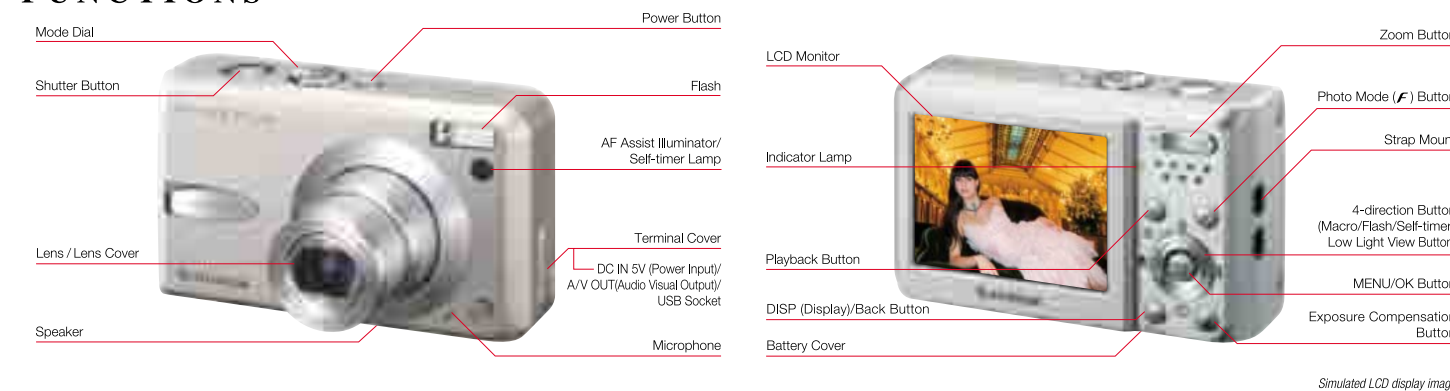 FUNCTIONS
Mode Dial
Shutter Button
Lens / Lens Cover
Speaker
Power Button
Flash
AF Assist Illuminator/
Self-timer Lamp
Terminal Cover
DC IN 5V (Power Input)/
A/V OUT(Audio Visual Output)/
USB Socket
Microphone
LCD Monitor
Indicator Lamp
Playback Button
DISP (Display)/Back Button
Battery Cover
Zoom Button
Photo Mode (F) Button
Strap Moun
4-direction Button
(Macro/Flash/Self-timer
Low Light View Button
MENU/OK Button
Exposure Compensation
Button
Simulated LCD display imag